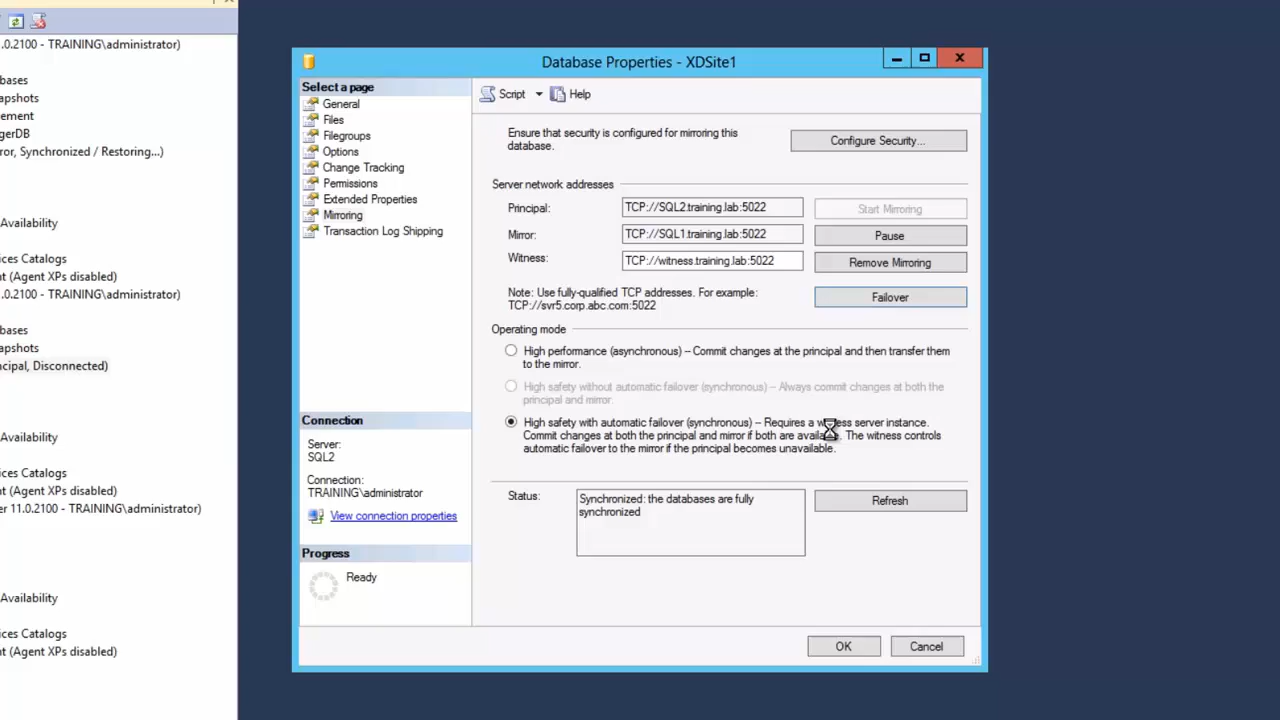 .0.2100 - TRAINING\administrator)
bases
apshots
ement
gerDB
ror, Synchronized / Restoring...)
Availability
ices Catalogs
nt (Agent XPs disabled)
.0.2100 - TRAINING\administrator)
bases
apshots
ncipal, Disconnected)
Availability
ices Catalogs
nt (Agent XPs disabled)
er 11.0.2100 - TRAINING\administrator)
Availability
ices Catalogs
nt (Agent XPs disabled)
Database Properties - XDSite1
Select a page
General
Files
Filegroups
Options
Change Tracking
Permissions
Extended Properties
Mirroring
Transaction Log Shipping
Connection
Server:
SQL2
Connection:
TRAINING\administrator
View connection properties
Progress
Ready
Script Help
Ensure that security is configured for mirroring this
database.
Configure Security...
Server network addresses
Principal: TCP://SQL2.training.lab:5022 Start Mirroring
Mirror: TCP://SQL1.training.lab:5022 Pause
Witness: TCP://witness.training.lab:5022 Remove Mirroring
Note: Use fully-qualified TCP addresses. For example:
TCP://svr5.corp.abc.com:5022
Failover
Operating mode
High performance (asynchronous) – Commit changes at the principal and then transfer them
to the mirror.
High safety without automatic failover (synchronous) – Always commit changes at both the
principal and mirror.
High safety with automatic failover (synchronous) – Requires a witness server instance.
Commit changes at both the principal and mirror if both are available. The witness controls
automatic failover to the mirror if the principal becomes unavailable.
Status:
Synchronized: the databases are fully
synchronized
Refresh
OK Cancel